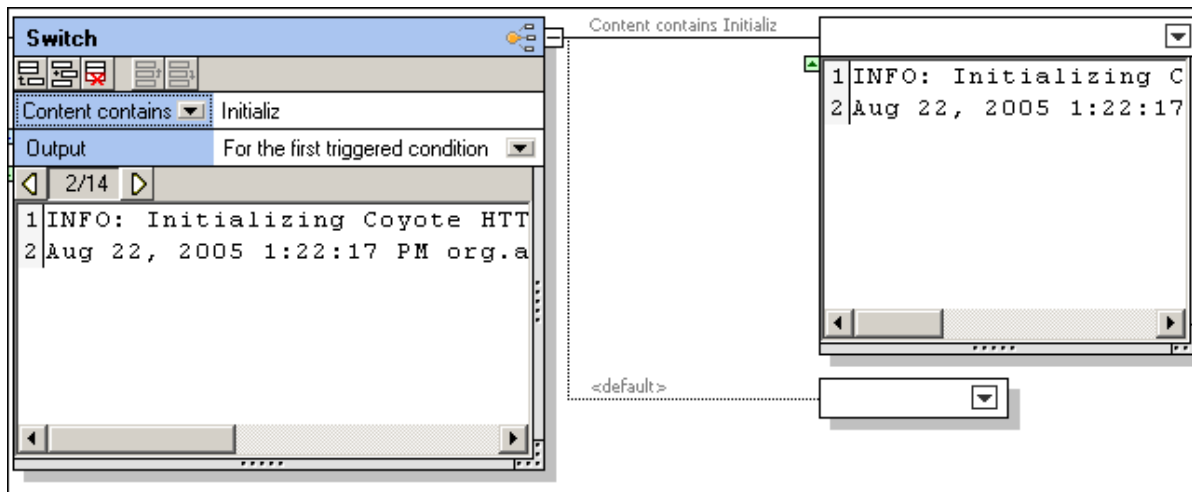 Switch
Content contains Initializ
Output For the first triggered condition
2/14
1 INFO: Initializing Coyote HTT
2 Aug 22, 2005 1:22:17 PM org.a
Content contains Initializ
1 INFO: Initializing C
2 Aug 22, 2005 1:22:17
<default>